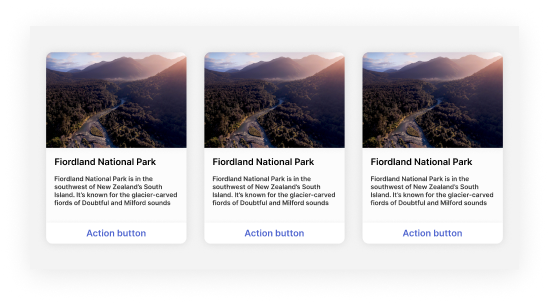 Fiordland National Park
Fiordland National Park is in the
southwest of New Zealand's South
Island. It's known for the glacier-carved
fiords of Doubtful and Milford sounds
Action button
Fiordland National Park
Fiordland National Park is in the
southwest of New Zealand's South
Island. It's known for the glacier-carved
fiords of Doubtful and Milford sounds
Action button
Fiordland National Park
Fiordland National Park is in the
southwest of New Zealand's South
Island. It's known for the glacier-carved
fiords of Doubtful and Milford sounds
Action button